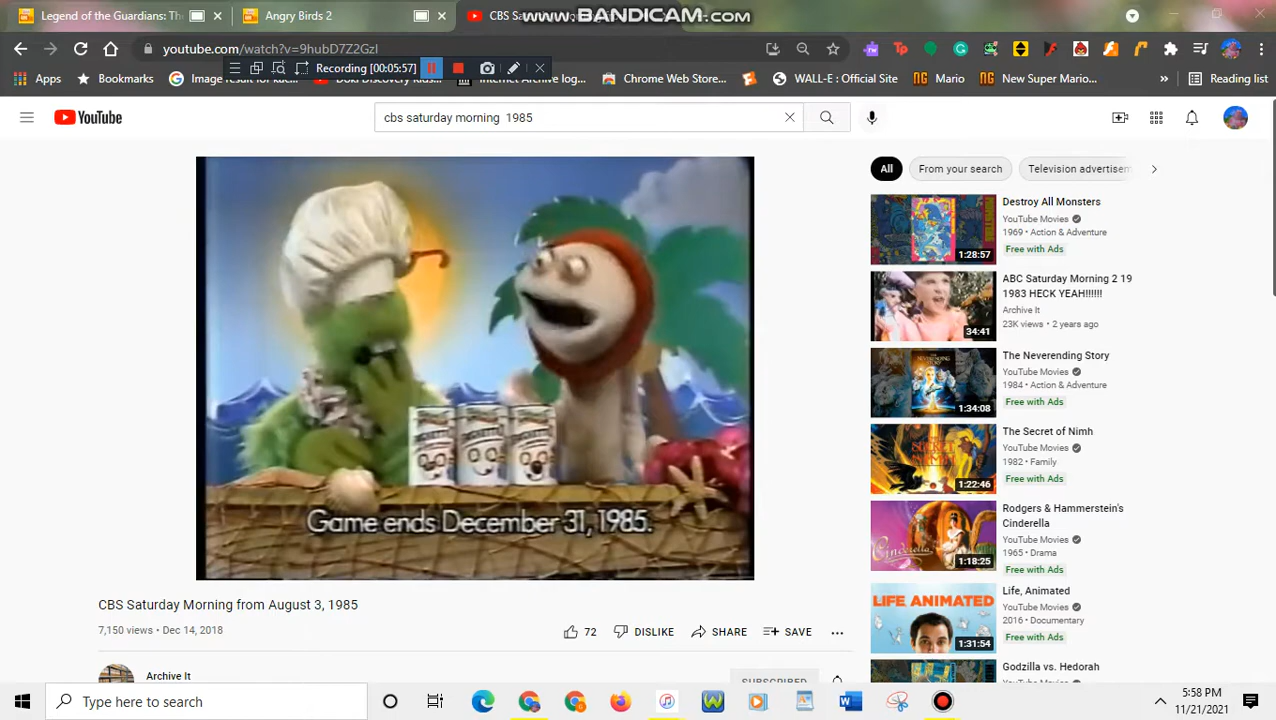 The Guardians of the Legend: Th
Angry Birds 2
CBS Sa
www.BANDICAM.com
youtube.com/watch?v=9hubD7Z2GzI
Recording [00:05:57]
Apps
Bookmarks
Internet Archive log...
Chrome Web Store...
WALL-E: Official Site
New Super Mario...
»
Reading list
YouTube
cbs saturday morning 1985
All
From your search
Television advertisem
Destroy All Monsters
YouTube Movies
1969 • Action & Adventure
Free with Ads
1:28:57
ABC Saturday Morning 2 19
1983 HECK YEAH!!!!!!
Archive It
23K views • 2 years ago
34:41
The Neverending Story
YouTube Movies
1984 • Action & Adventure
Free with Ads
1:34:08
The Secret of Nimh
YouTube Movies
1982 • Family
Free with Ads
1:22:46
Rodgers & Hammerstein's
Cinderella
YouTube Movies
1965 • Drama
Free with Ads
1:18:25
Life, Animated
YouTube Movies
2016 • Documentary
Free with Ads
LIFE, ANIMATED
1:31:54
Godzilla vs. Hedorah
Game ends December 31, 1985.
CBS Saturday Morning from August 3, 1985
7,150 views • Dec 14, 2018
72
DISLIKE
SHARE
SAVE
Archive It
SUBSCRIBED
Type here to search
5:58 PM
11/21/2021